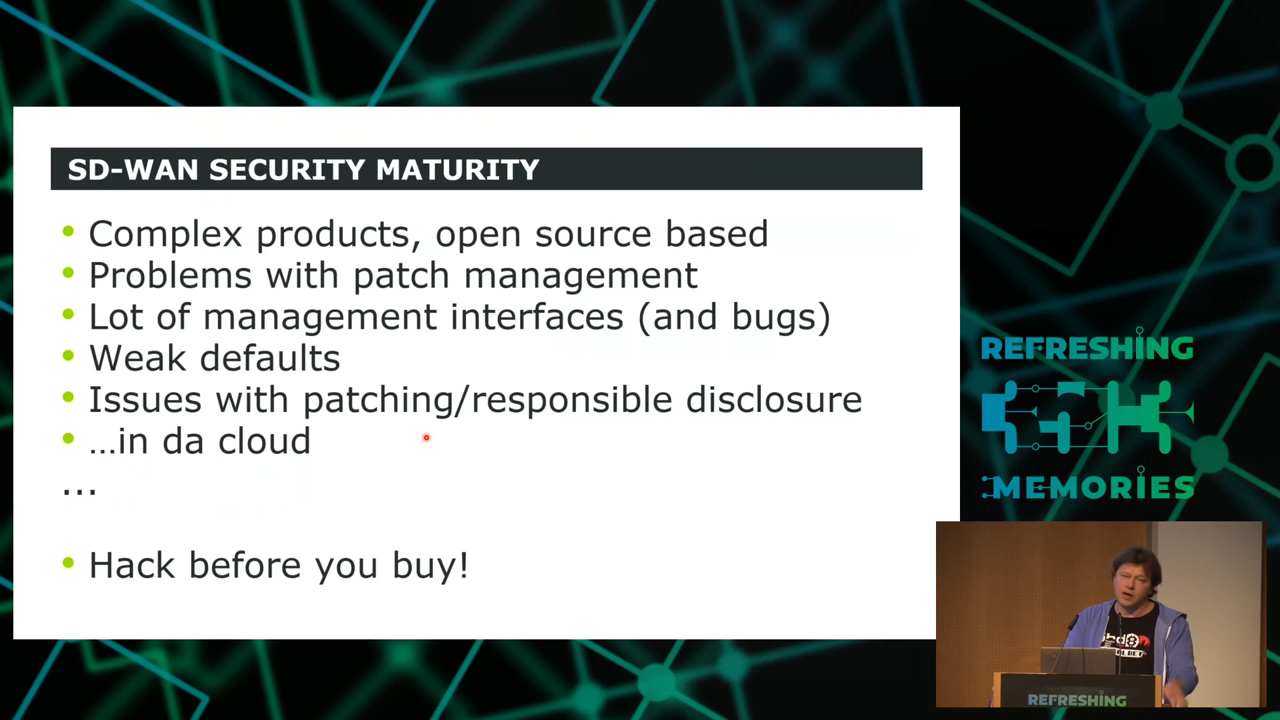 SD-WAN SECURITY MATURITY
• Complex products, open source based
• Problems with patch management
• Lot of management interfaces (and bugs)
• Weak defaults
• Issues with patching/responsible disclosure
• …in da cloud
...
• Hack before you buy!
REFRESHING
35C3
MEMORIES
REFRESHING